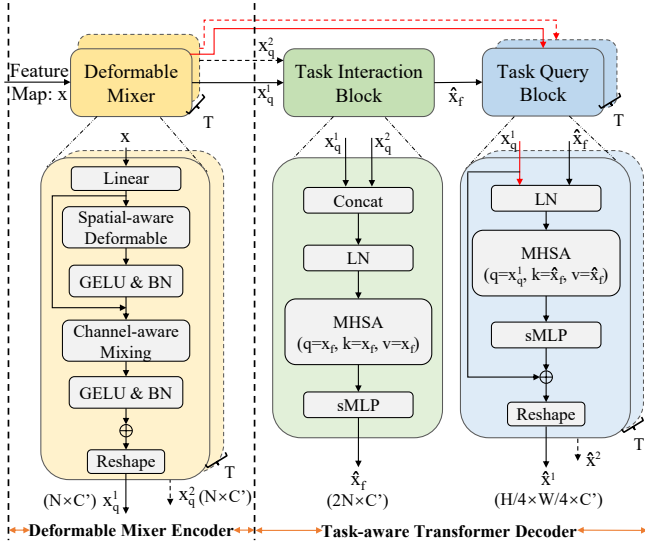 Feature
Map: x
Deformable
Mixer
T
x_q^2
x_q^1
Task Interaction
Block
x̂_f
Task Query
Block
T
x
Linear
Spatial-aware
Deformable
GELU & BN
Channel-aware
Mixing
GELU & BN
Reshape
T
(N×C’)
x_q^1
x_q^2
(N×C’)
x_q^1
x_q^2
Concat
LN
MHSA
(q=x_f, k=x_f, v=x_f)
sMLP
x̂_f
(2N×C’)
x_q^1
x̂_f
LN
MHSA
(q=x_q^1, k=x̂_f, v=x̂_f)
sMLP
Reshape
T
x̂^1
x̂^2
(H/4×W/4×C’)
Deformable Mixer Encoder
Task-aware Transformer Decoder